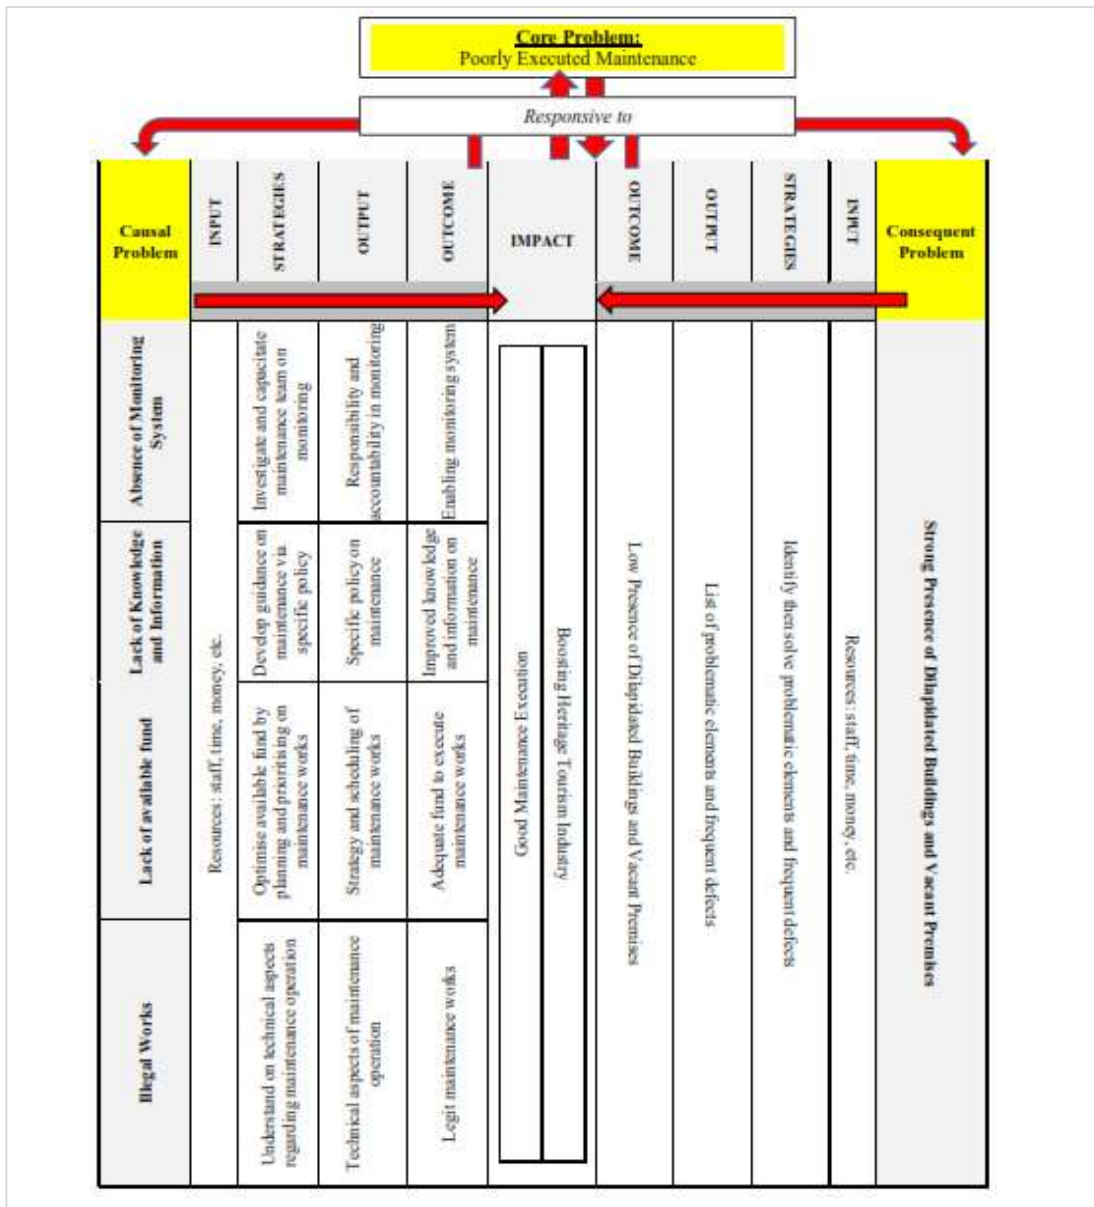 Core Problem:
Poorly Executed Maintenance
Responsive to
Causal
Problem
INPUT
STRATEGIES
OUTPUT
OUTCOME
IMPACT
OUTCOME
OUTPUT
STRATEGIES
INPUT
Consequent
Problem
Absence of Monitoring
System
Lack of Knowledge
and Information
Lack of available fund
Illegal Works
Resources: staff, time, money, etc.
Investigate and capacitate
maintenance team on
monitoring
Develop guidance on
maintenance via
specific policy
Optimise available fund by
planning and prioritising on
maintenance works
Understand on technical aspects
regarding maintenance operation
Responsibility and
accountability in monitoring
Specific policy on
maintenance
Strategy and scheduling of
maintenance works
Technical aspects of maintenance
operation
Enabling monitoring system
Improved knowledge
and information on
maintenance
Adequate fund to execute
maintenance works
Legit maintenance works
Good Maintenance Execution
Boosting Heritage Tourism Industry
Low Presence of Dilapidated Buildings and Vacant Premises
List of problematic elements and frequent defects
Identify then solve problematic elements and frequent defects
Resources: staff, time, money, etc.
Strong Presence of Dilapidated Buildings and Vacant Premises